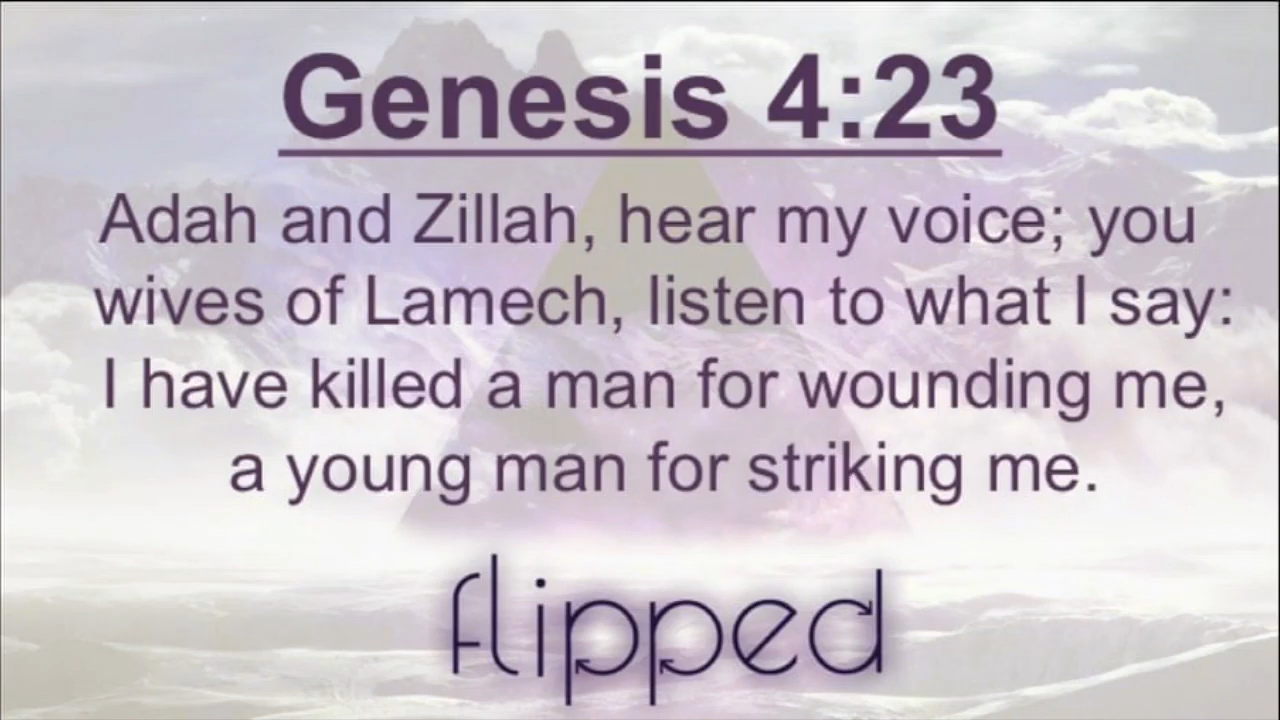 Genesis 4:23
Adah and Zillah, hear my voice; you
wives of Lamech, listen to what I say:
I have killed a man for wounding me,
a young man for striking me.
flipped